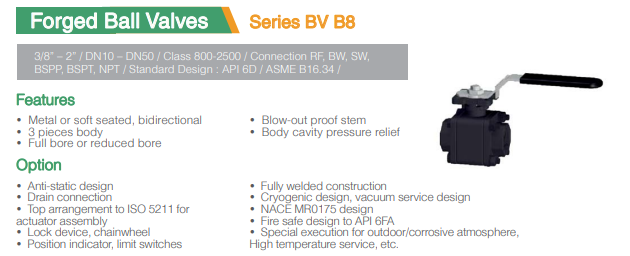 Forged Ball Valves
Series BV B8
3/8" – 2" / DN10 – DN50 / Class 800-2500 / Connection RF, BW, SW,
BSPP, BSPT, NPT / Standard Design : API 6D / ASME B16.34 /
Features
• Metal or soft seated, bidirectional
• 3 pieces body
• Full bore or reduced bore
• Blow-out proof stem
• Body cavity pressure relief
Option
• Anti-static design
• Drain connection
• Top arrangement to ISO 5211 for
actuator assembly
• Lock device, chainwheel
• Position indicator, limit switches
• Fully welded construction
• Cryogenic design, vacuum service design
• NACE MR0175 design
• Fire safe design to API 6FA
• Special execution for outdoor/corrosive atmosphere,
High temperature service, etc.